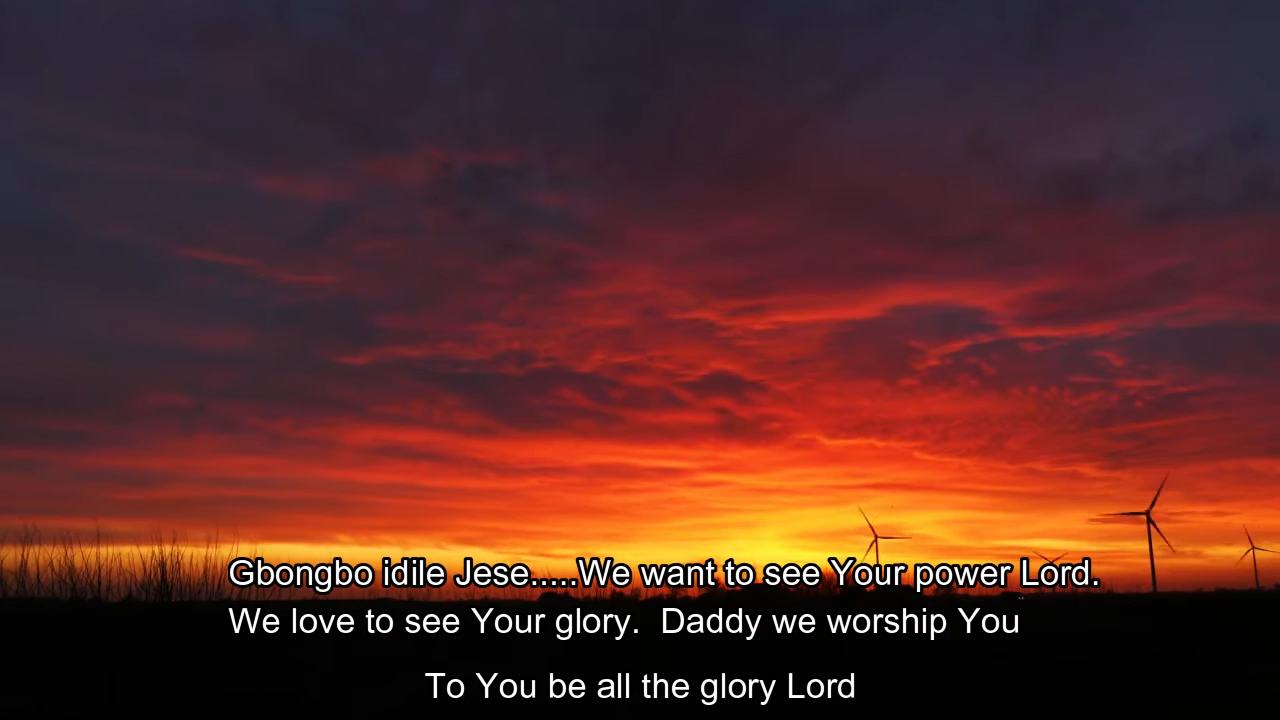 Gbongbo idile Jese.....We want to see Your power Lord.
We love to see Your glory.  Daddy we worship You
To You be all the glory Lord